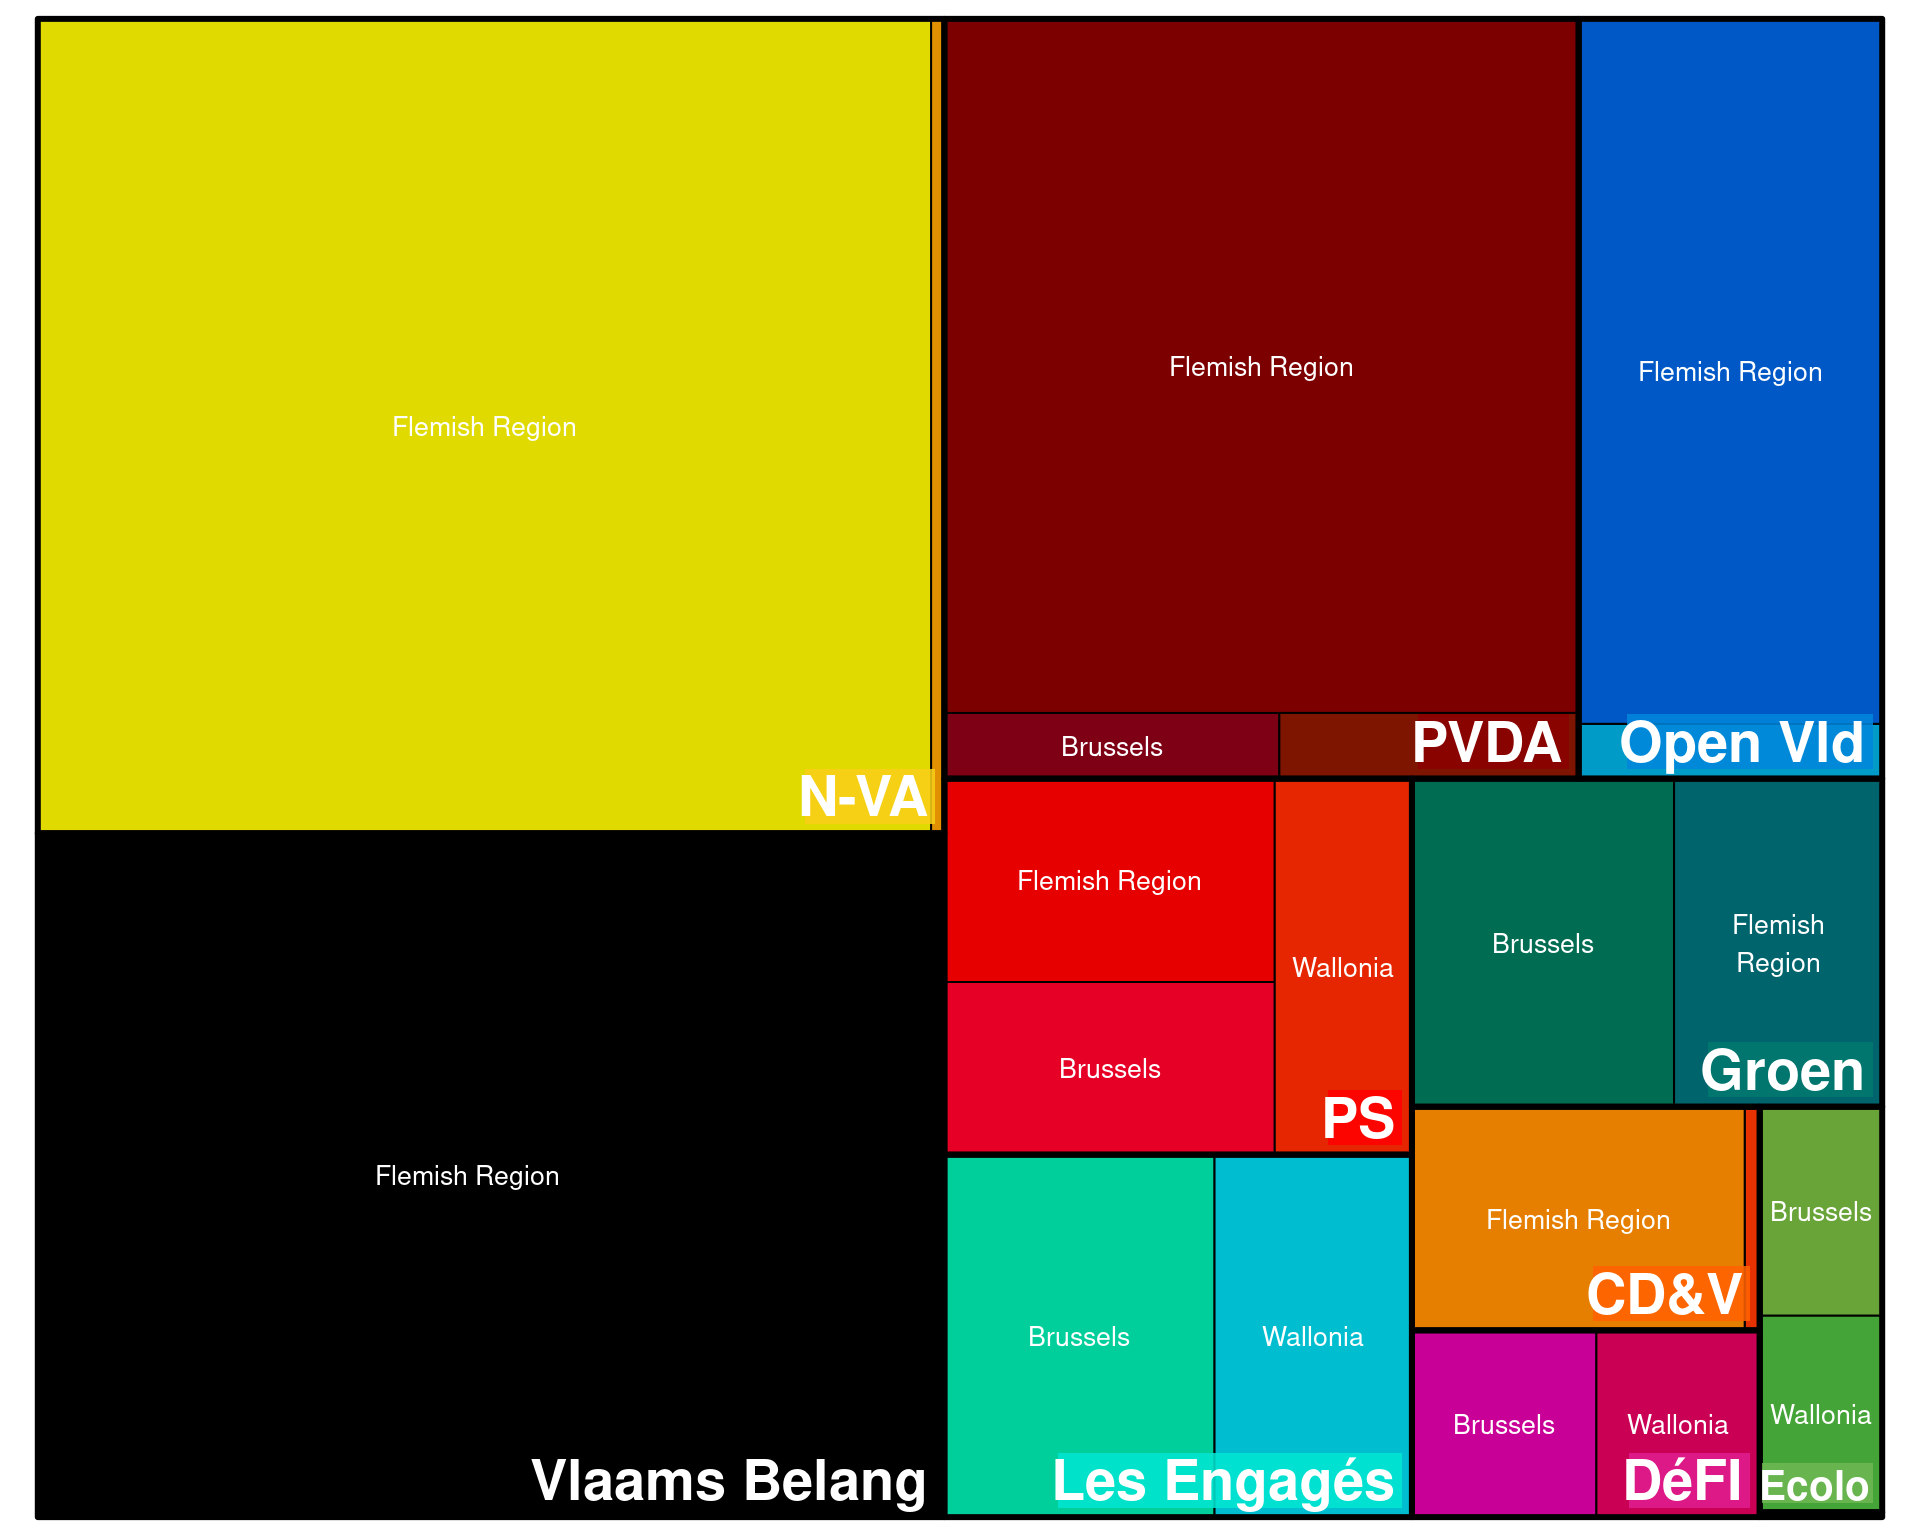 Flemish Region
N-VA
Flemish Region
Vlaams Belang
Flemish Region
Brussels
PVDA
Flemish Region
Open Vld
Flemish Region
Brussels
Wallonia
PS
Brussels
Flemish
Region
Groen
Brussels
Wallonia
Les Engagés
Flemish Region
CD&V
Brussels
Wallonia
DéFI
Brussels
Wallonia
Ecolo